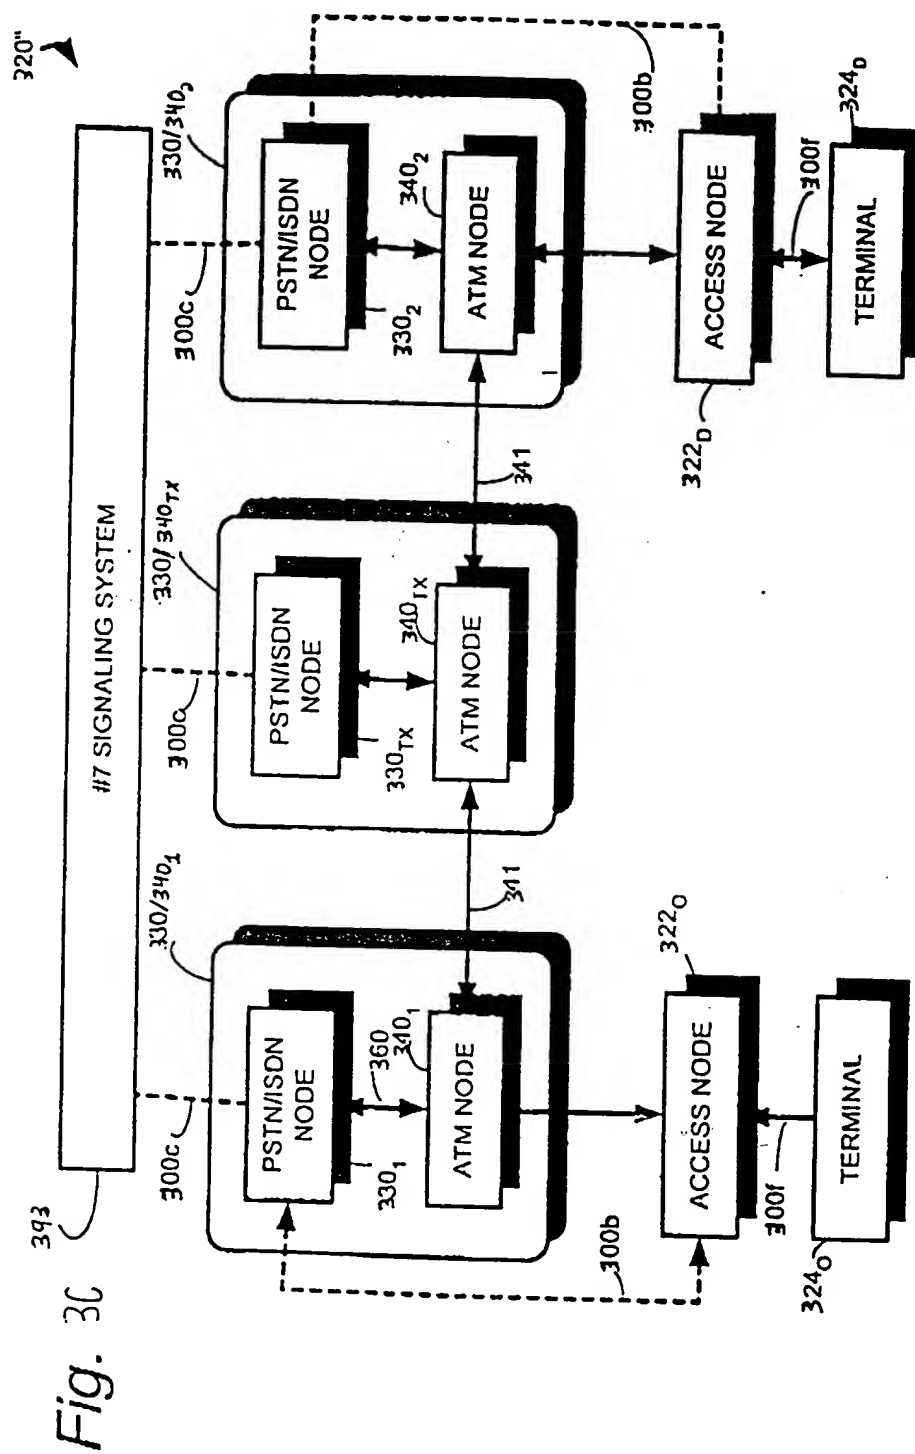 320"
#7 SIGNALING SYSTEM
393
300c
300c
300c
330/340₁
330/340TX
330/340₂
PSTN/ISDN
NODE
PSTN/ISDN
NODE
PSTN/ISDN
NODE
330₁
360
330TX
330₂
340₁
340TX
340₂
ATM NODE
341
ATM NODE
341
ATM NODE
300b
322O
322D
300b
ACCESS NODE
ACCESS NODE
300f
300f
324O
TERMINAL
TERMINAL
324D
Fig. 3C